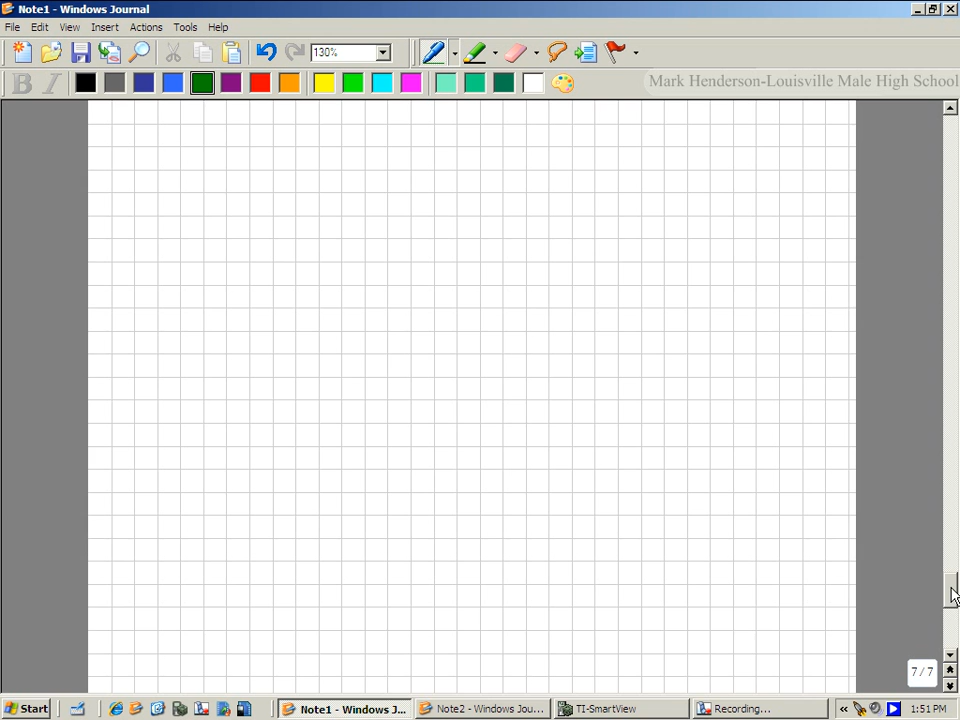 Note1 - Windows Journal
File Edit View Insert Actions Tools Help
130%
B I
Mark Henderson-Louisville Male High School
7 / 7
Start Note1 - Windows J... Note2 - Windows Jou... TI-SmartView Recording... « 1:51 PM